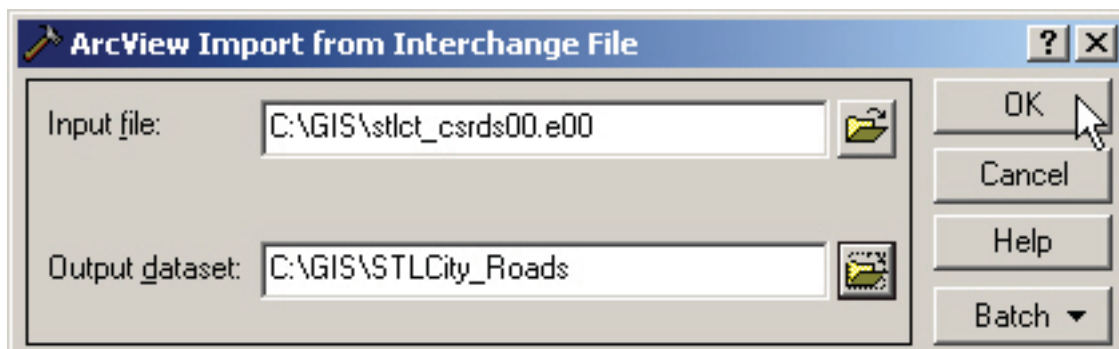 ArcView Import from Interchange File
Input file:
C:\GIS\stlct_csrds00.e00
Output dataset:
C:\GIS\STLCity_Roads
OK
Cancel
Help
Batch